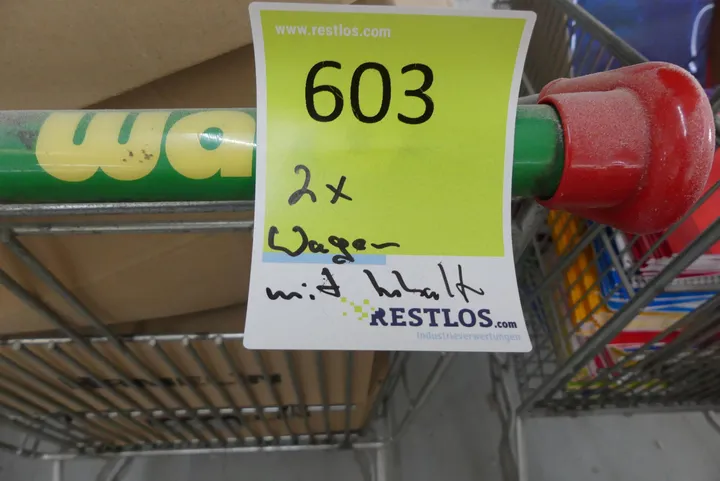 www.restlos.com
603
wa
2x
Wagen
mit Inhalt
RESTLOS.com
Industrieverwertungen